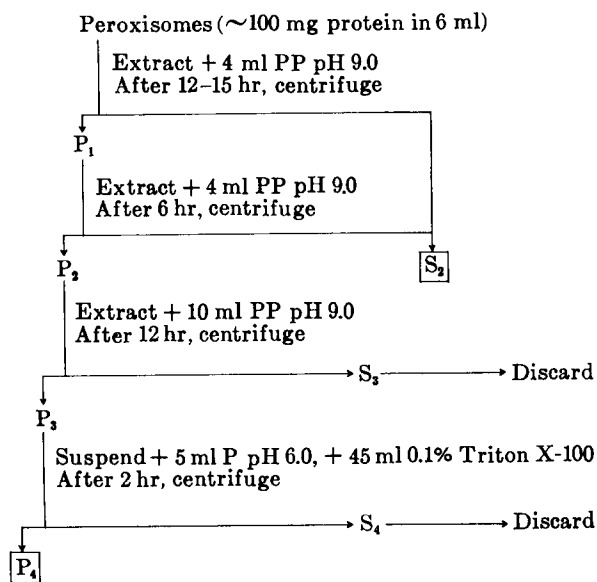 Peroxisomes (~100 mg protein in 6 ml)
Extract + 4 ml PP pH 9.0
After 12–15 hr, centrifuge
P₁
Extract + 4 ml PP pH 9.0
After 6 hr, centrifuge
P₂
S₂
Extract + 10 ml PP pH 9.0
After 12 hr, centrifuge
S₃
Discard
P₃
Suspend + 5 ml P pH 6.0, + 45 ml 0.1% Triton X-100
After 2 hr, centrifuge
S₄
Discard
P₄